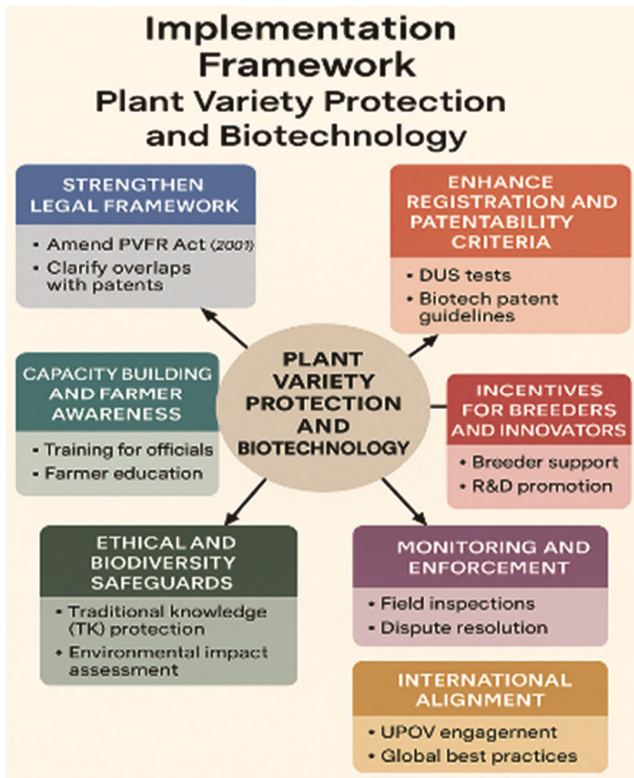 Implementation
Framework
Plant Variety Protection
and Biotechnology
STRENGTHEN
LEGAL FRAMEWORK
• Amend PVFR Act (2001)
• Clarify overlaps
with patents
ENHANCE
REGISTRATION AND
PATENTABILITY
CRITERIA
• DUS tests
• Biotech patent
guidelines
PLANT
VARIETY
PROTECTION
AND
BIOTECHNOLOGY
CAPACITY BUILDING
AND FARMER
AWARENESS
• Training for officials
• Farmer education
INCENTIVES
FOR BREEDERS
AND INNOVATORS
• Breeder support
• R&D promotion
ETHICAL AND
BIODIVERSITY
SAFEGUARDS
• Traditional knowledge
(TK) protection
• Environmental impact
assessment
MONITORING AND
ENFORCEMENT
• Field inspections
• Dispute resolution
INTERNATIONAL
ALIGNMENT
• UPOV engagement
• Global best practices